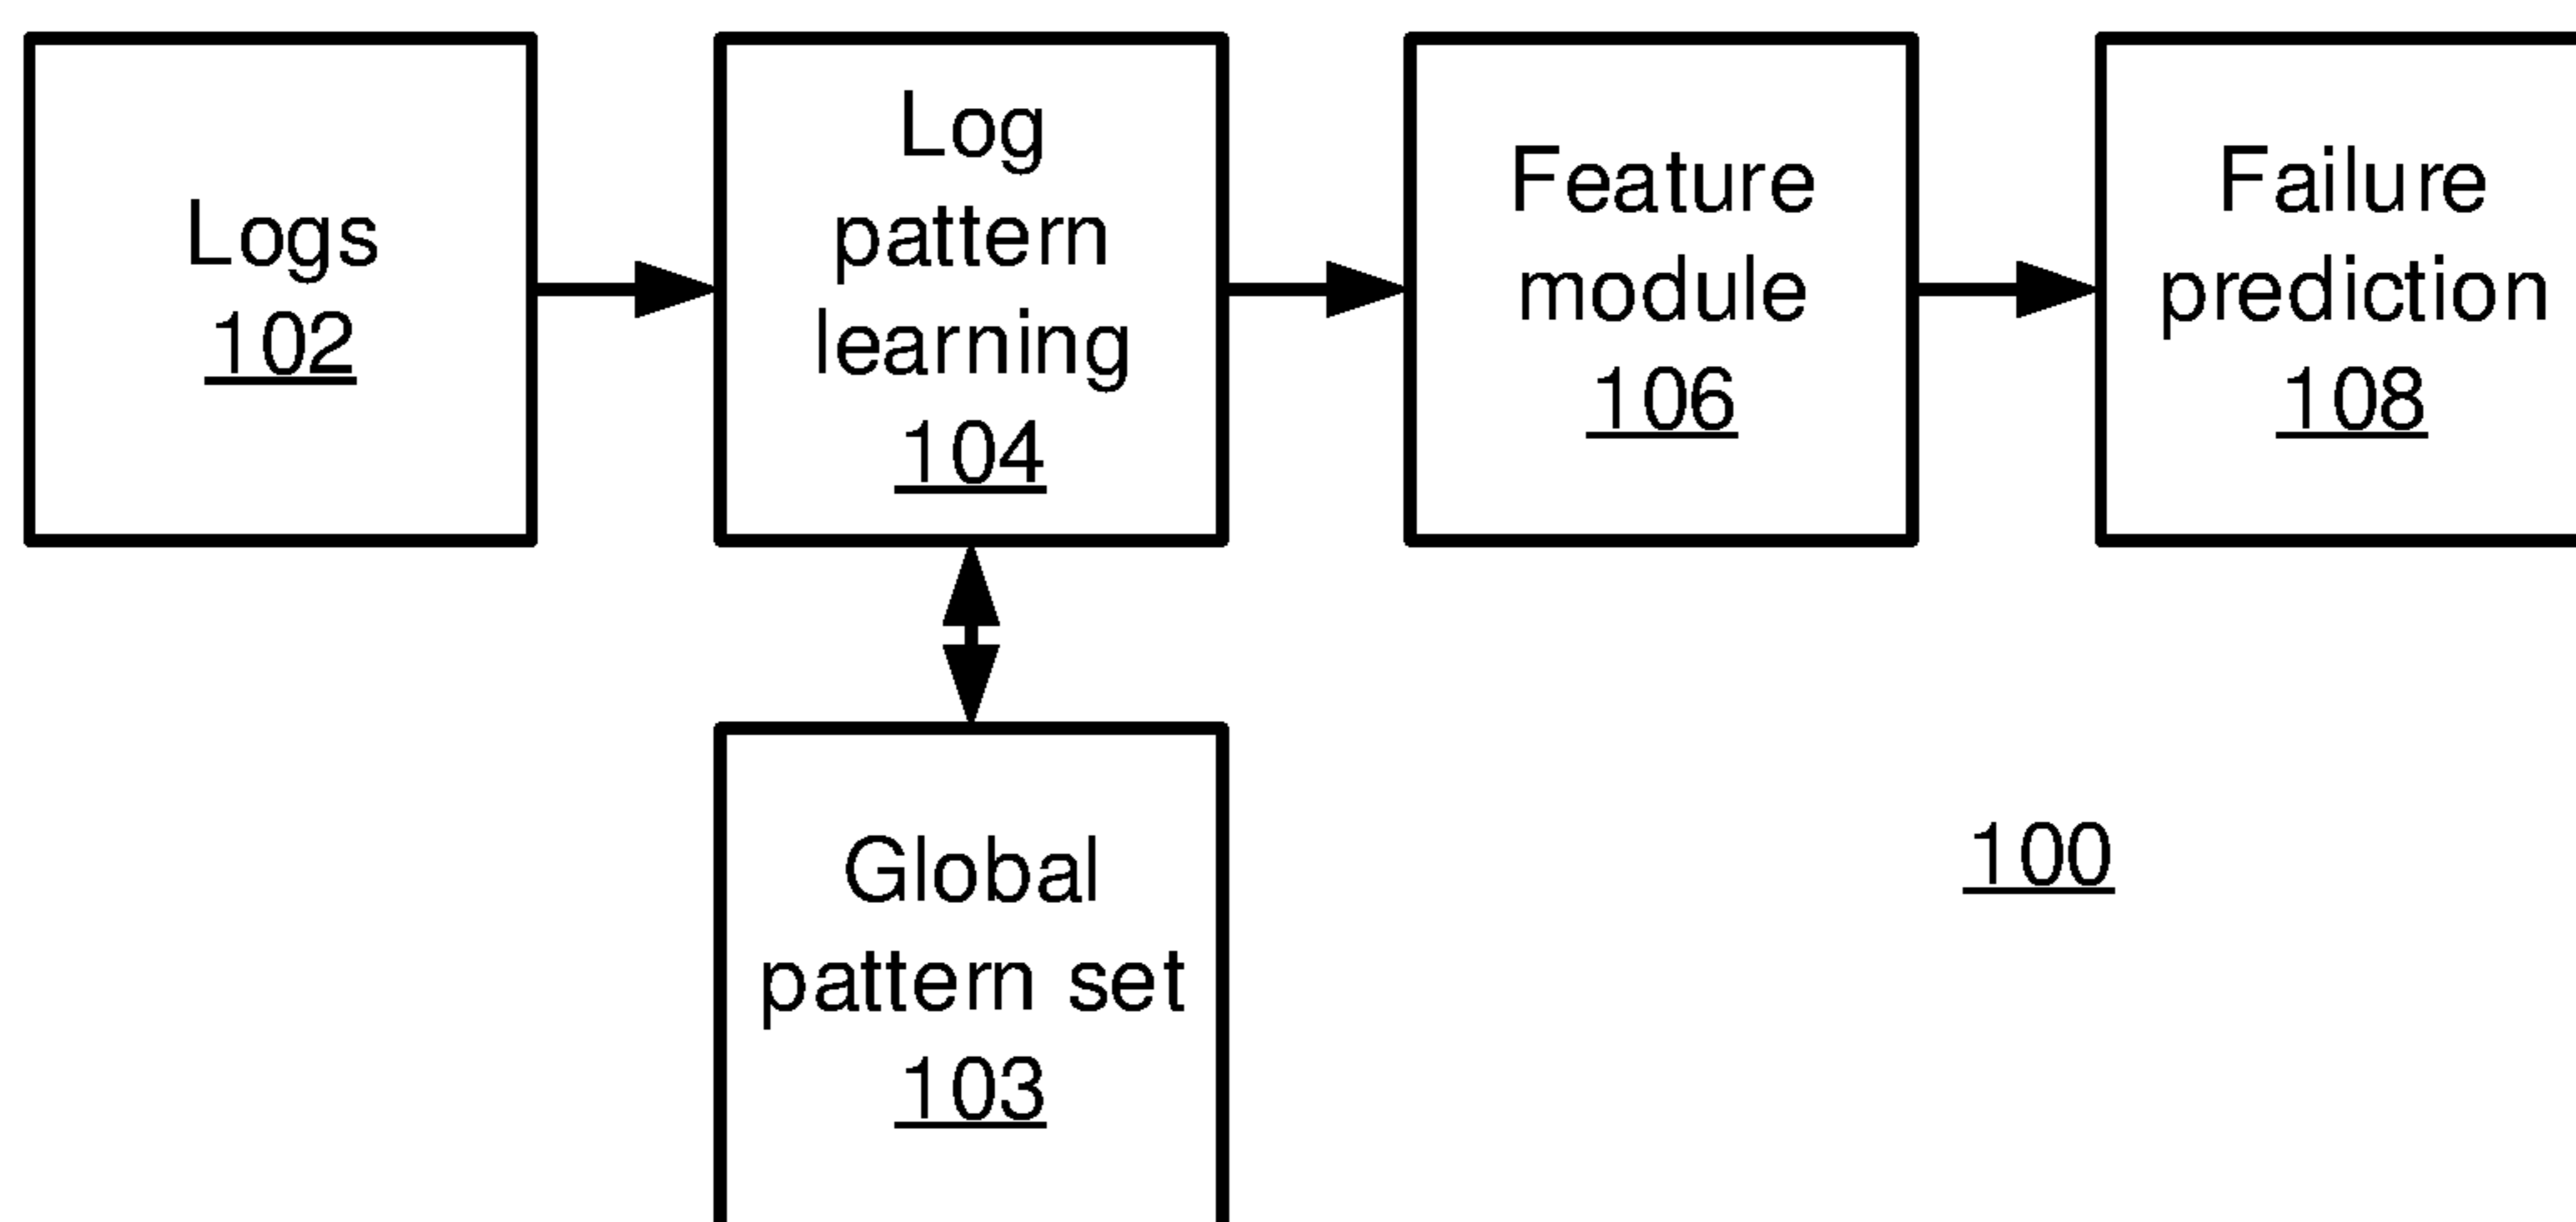 Logs
102
Log
pattern
learning
104
Feature
module
106
Failure
prediction
108
Global
pattern set
103
100